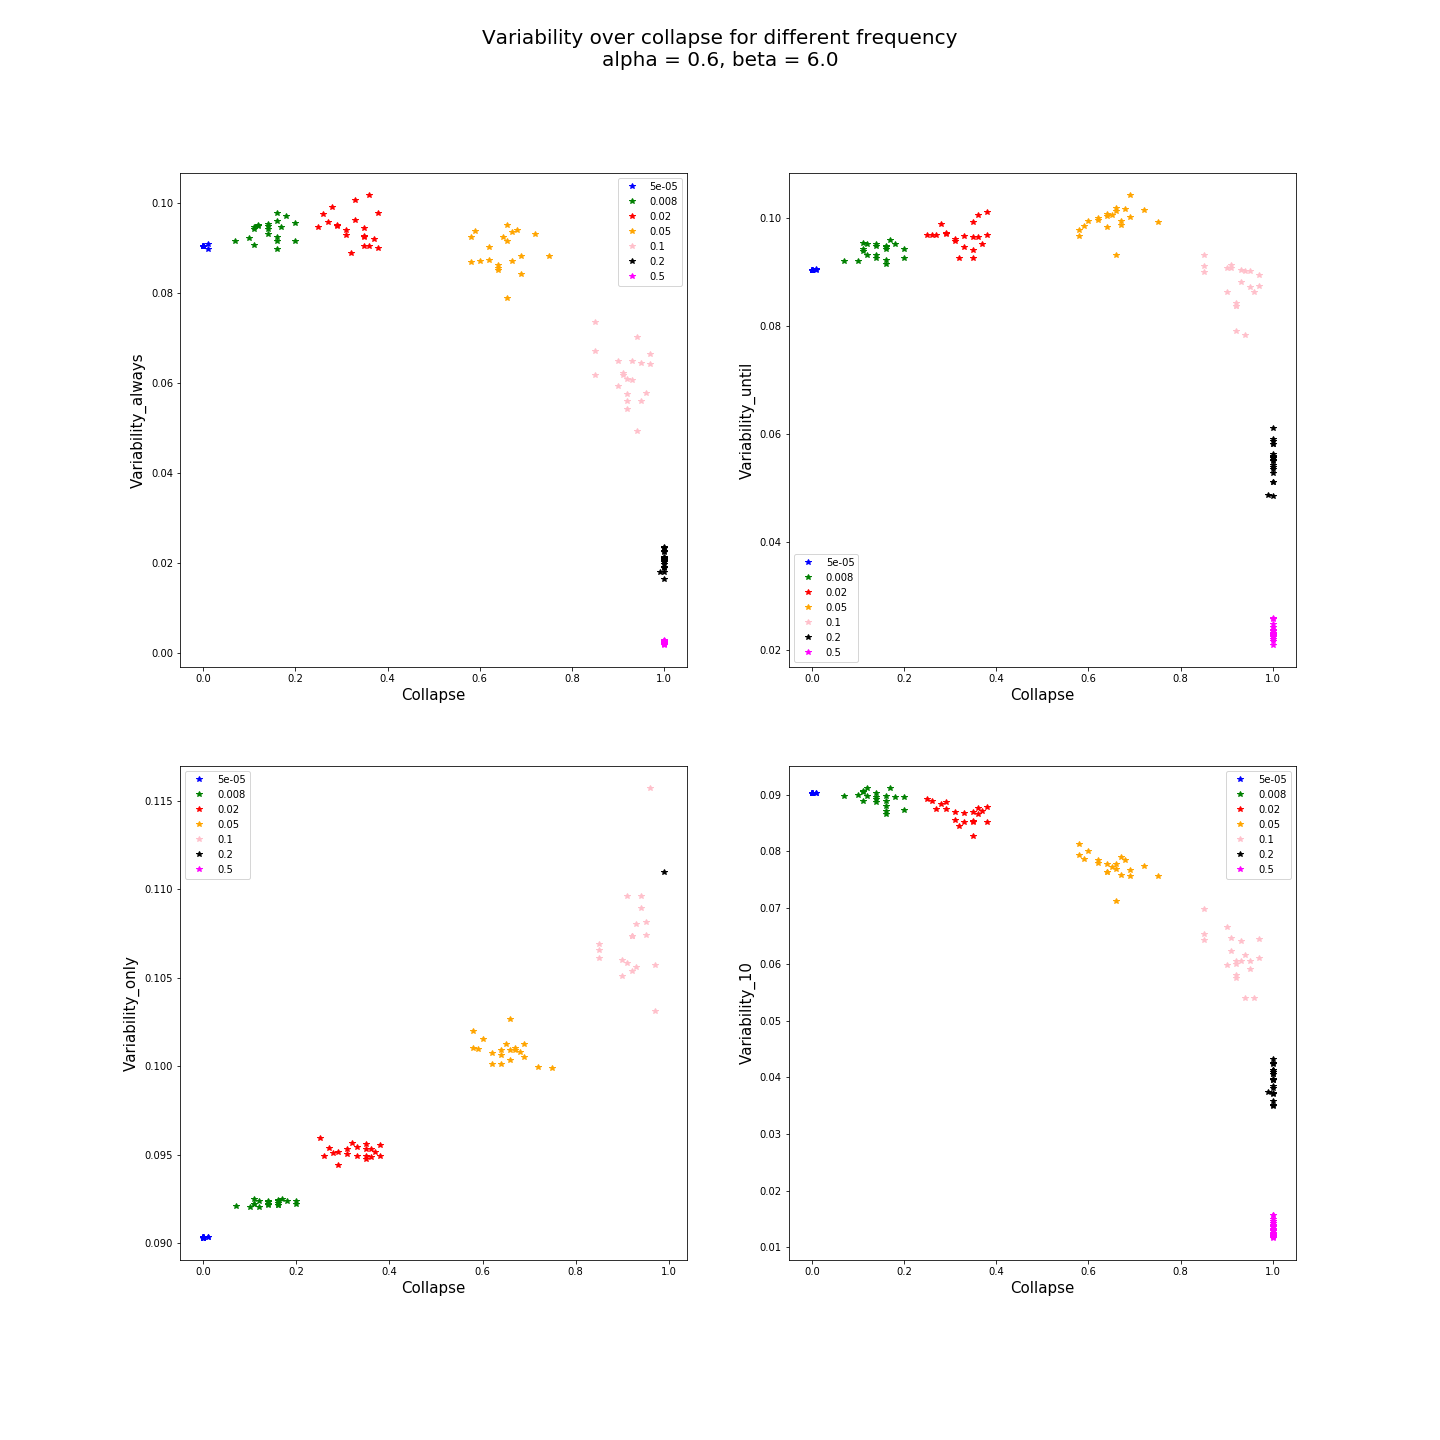 Variability over collapse for different frequency
alpha = 0.6, beta = 6.0
0.10
0.08
0.06
0.04
0.02
0.00
Variability_always
0.0 0.2 0.4 0.6 0.8 1.0
Collapse
5e-05
0.008
0.02
0.05
0.1
0.2
0.5
0.10
0.08
0.06
0.04
0.02
Variability_until
0.0 0.2 0.4 0.6 0.8 1.0
Collapse
5e-05
0.008
0.02
0.05
0.1
0.2
0.5
0.115
0.110
0.105
0.100
0.095
0.090
Variability_only
0.0 0.2 0.4 0.6 0.8 1.0
Collapse
5e-05
0.008
0.02
0.05
0.1
0.2
0.5
0.09
0.08
0.07
0.06
0.05
0.04
0.03
0.02
0.01
Variability_10
0.0 0.2 0.4 0.6 0.8 1.0
Collapse
5e-05
0.008
0.02
0.05
0.1
0.2
0.5